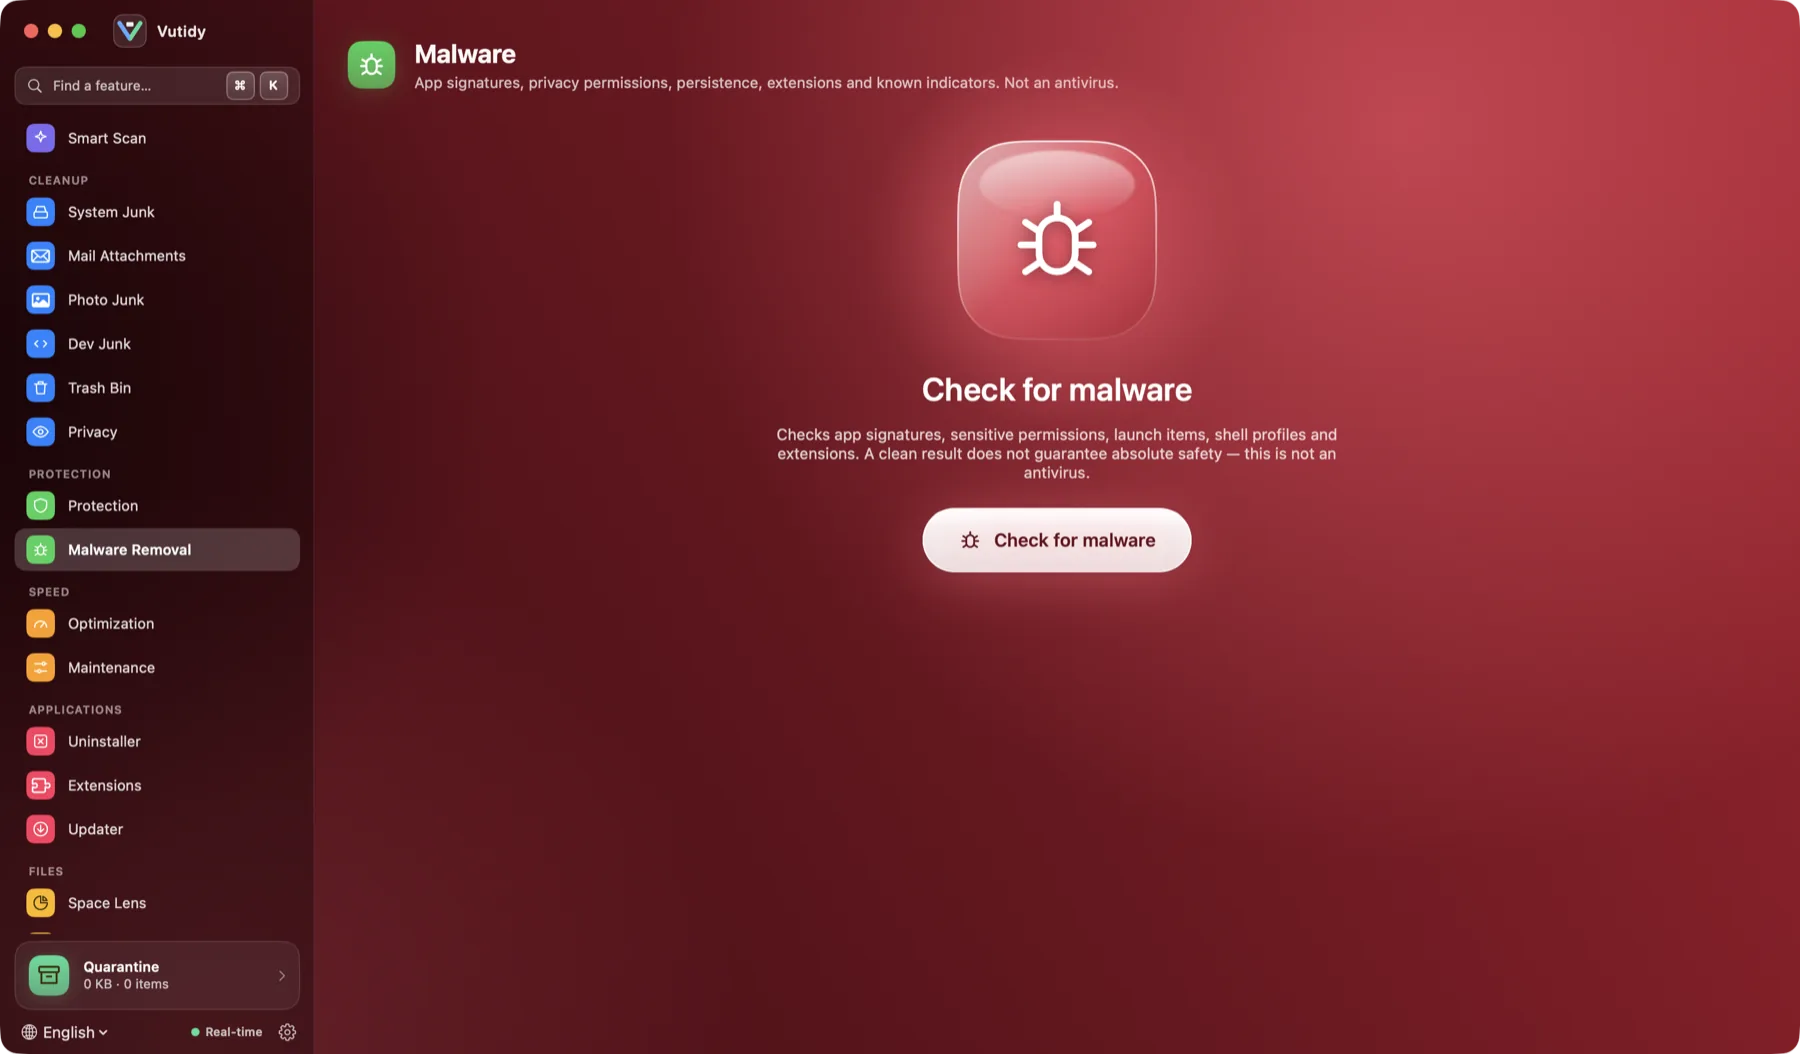 Vutidy
Find a feature...
⌘
K
Smart Scan
CLEANUP
System Junk
Mail Attachments
Photo Junk
Dev Junk
Trash Bin
Privacy
PROTECTION
Protection
Malware Removal
SPEED
Optimization
Maintenance
APPLICATIONS
Uninstaller
Extensions
Updater
FILES
Space Lens
Quarantine
0 KB · 0 items
English
Real-time
Malware
App signatures, privacy permissions, persistence, extensions and known indicators. Not an antivirus.
Check for malware
Checks app signatures, sensitive permissions, launch items, shell profiles and
extensions. A clean result does not guarantee absolute safety — this is not an
antivirus.
Check for malware